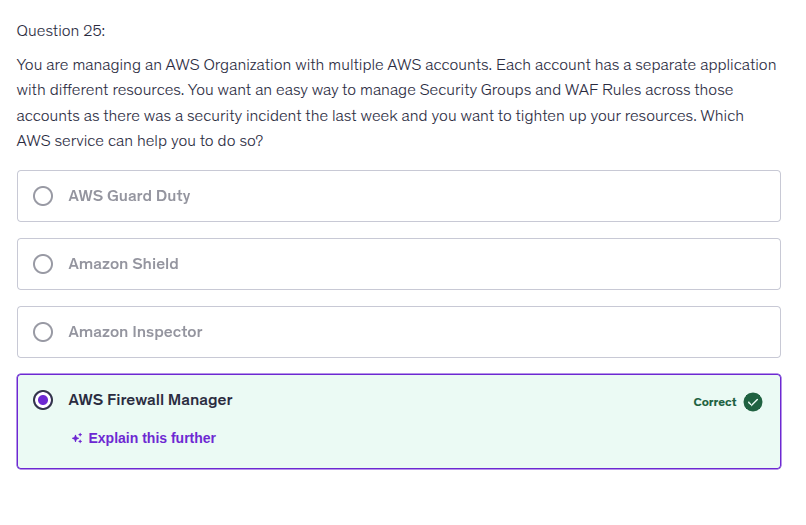 Question 25:
You are managing an AWS Organization with multiple AWS accounts. Each account has a separate application
with different resources. You want an easy way to manage Security Groups and WAF Rules across those
accounts as there was a security incident the last week and you want to tighten up your resources. Which
AWS service can help you to do so?
AWS Guard Duty
Amazon Shield
Amazon Inspector
AWS Firewall Manager
Correct
Explain this further